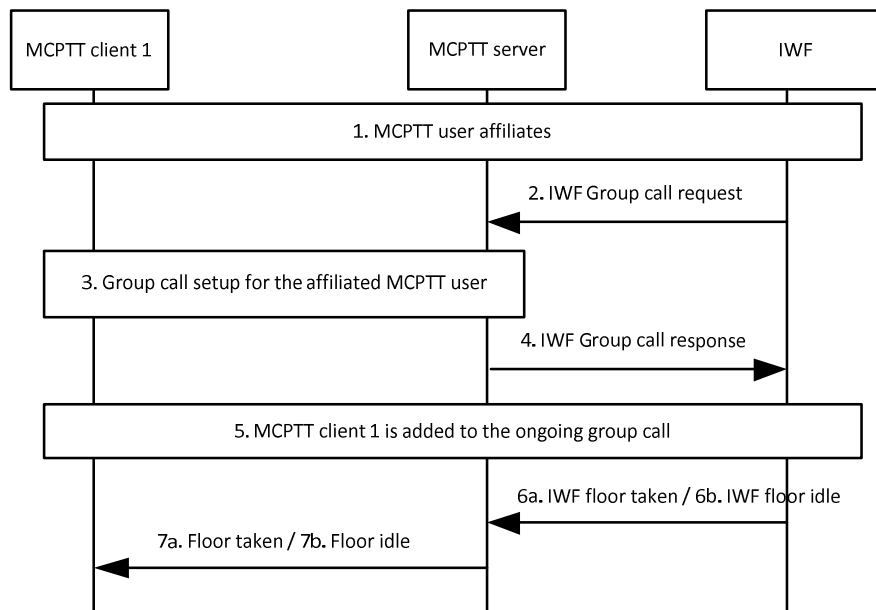 MCPTT client 1
MCPTT server
IWF
1. MCPTT user affiliates
2. IWF Group call request
3. Group call setup for the affiliated MCPTT user
4. IWF Group call response
5. MCPTT client 1 is added to the ongoing group call
6a. IWF floor taken / 6b. IWF floor idle
7a. Floor taken / 7b. Floor idle